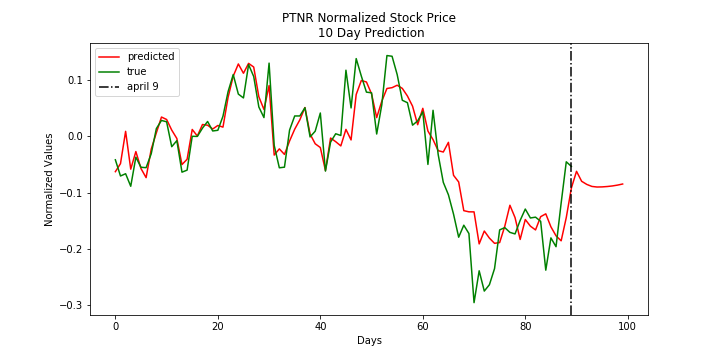 PTNR Normalized Stock Price
10 Day Prediction
predicted
true
april 9
Normalized Values
0.1
0.0
−0.1
−0.2
−0.3
0
20
40
60
80
100
Days